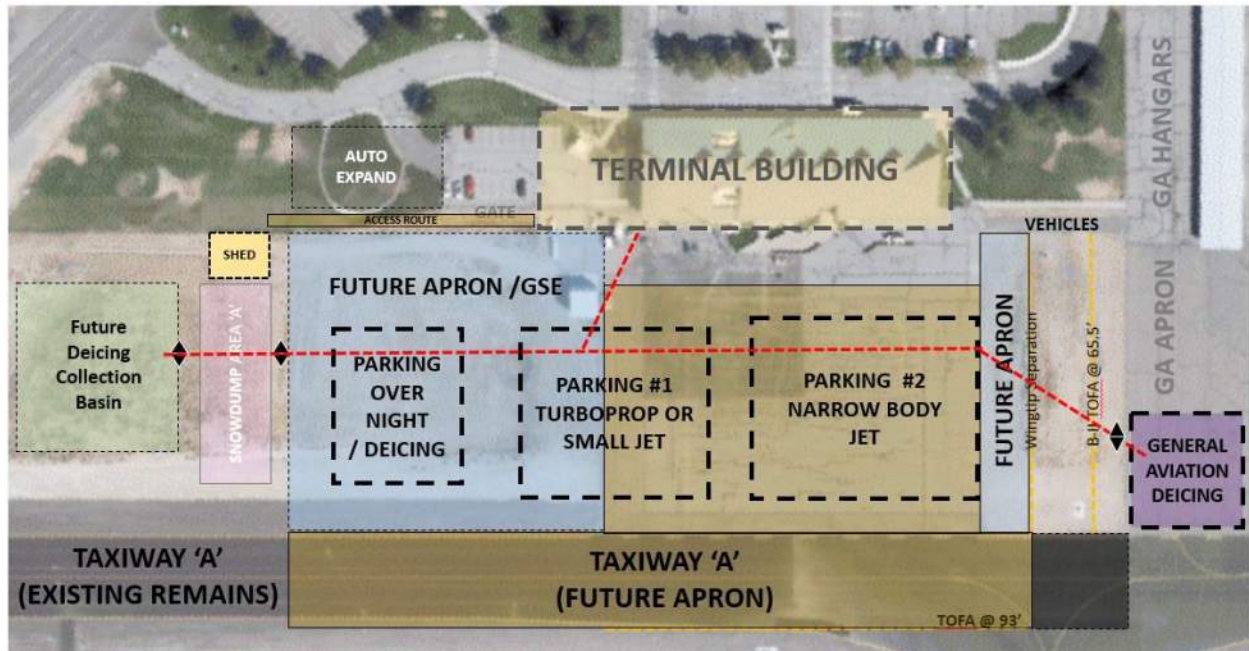 AUTO
EXPAND
TERMINAL BUILDING
GA HANGARS
GATE
ACCESS ROUTE
VEHICLES
SHED
FUTURE APRON /GSE
Future
Deicing
Collection
Basin
SNOWDUMP AREA 'A'
PARKING
OVER
NIGHT
/ DEICING
PARKING #1
TURBOPROP OR
SMALL JET
PARKING #2
NARROW BODY
JET
FUTURE APRON
Wingtip Separation
B-II TOFA @ 65.5'
GA APRON
GENERAL
AVIATION
DEICING
TAXIWAY 'A'
(EXISTING REMAINS)
TAXIWAY 'A'
(FUTURE APRON)
TOFA @ 93'